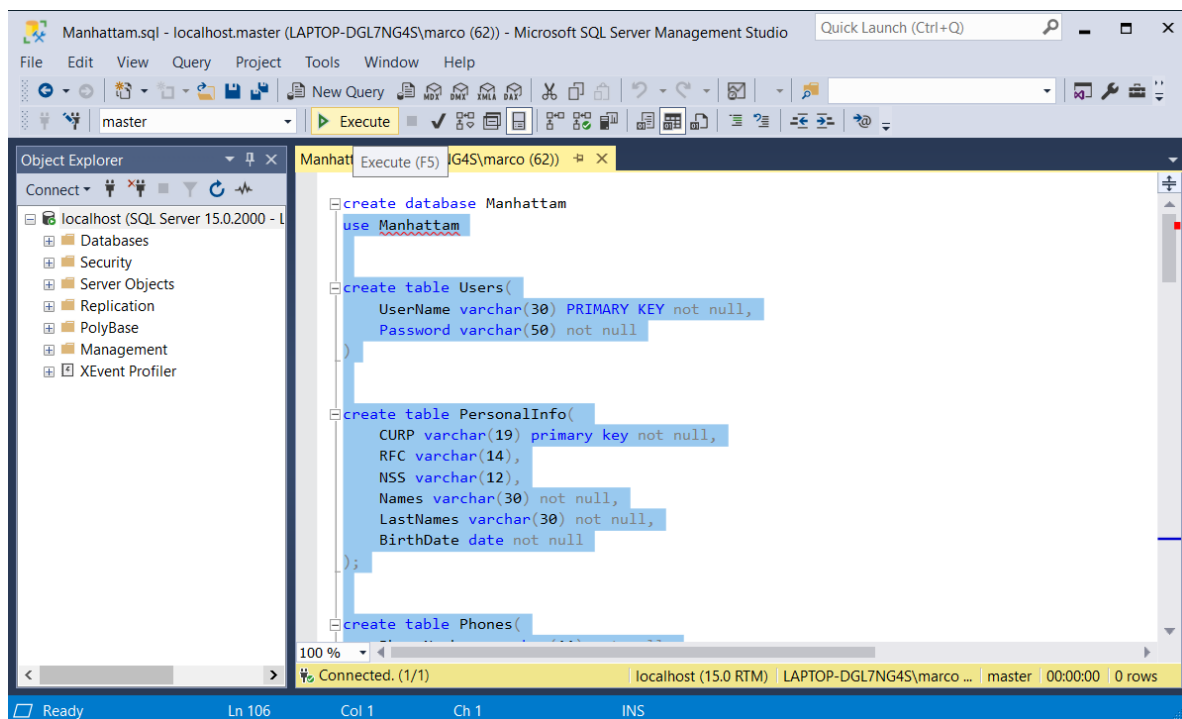 Manhattam.sql - localhost.master (LAPTOP-DGL7NG4S\marco (62)) - Microsoft SQL Server Management Studio
Quick Launch (Ctrl+Q)
File Edit View Query Project Tools Window Help
New Query MDX DMX XMLA DAX
master Execute
Object Explorer
Manhatt Execute (F5) IG4S\marco (62))
Connect
localhost (SQL Server 15.0.2000 - L
Databases
Security
Server Objects
Replication
PolyBase
Management
XEvent Profiler
create database Manhattam
use Manhattam
create table Users(
UserName varchar(30) PRIMARY KEY not null,
Password varchar(50) not null
)
create table PersonalInfo(
CURP varchar(19) primary key not null,
RFC varchar(14),
NSS varchar(12),
Names varchar(30) not null,
LastNames varchar(30) not null,
BirthDate date not null
);
create table Phones(
100 %
Connected. (1/1) localhost (15.0 RTM) LAPTOP-DGL7NG4S\marco ... master 00:00:00 0 rows
Ready Ln 106 Col 1 Ch 1 INS